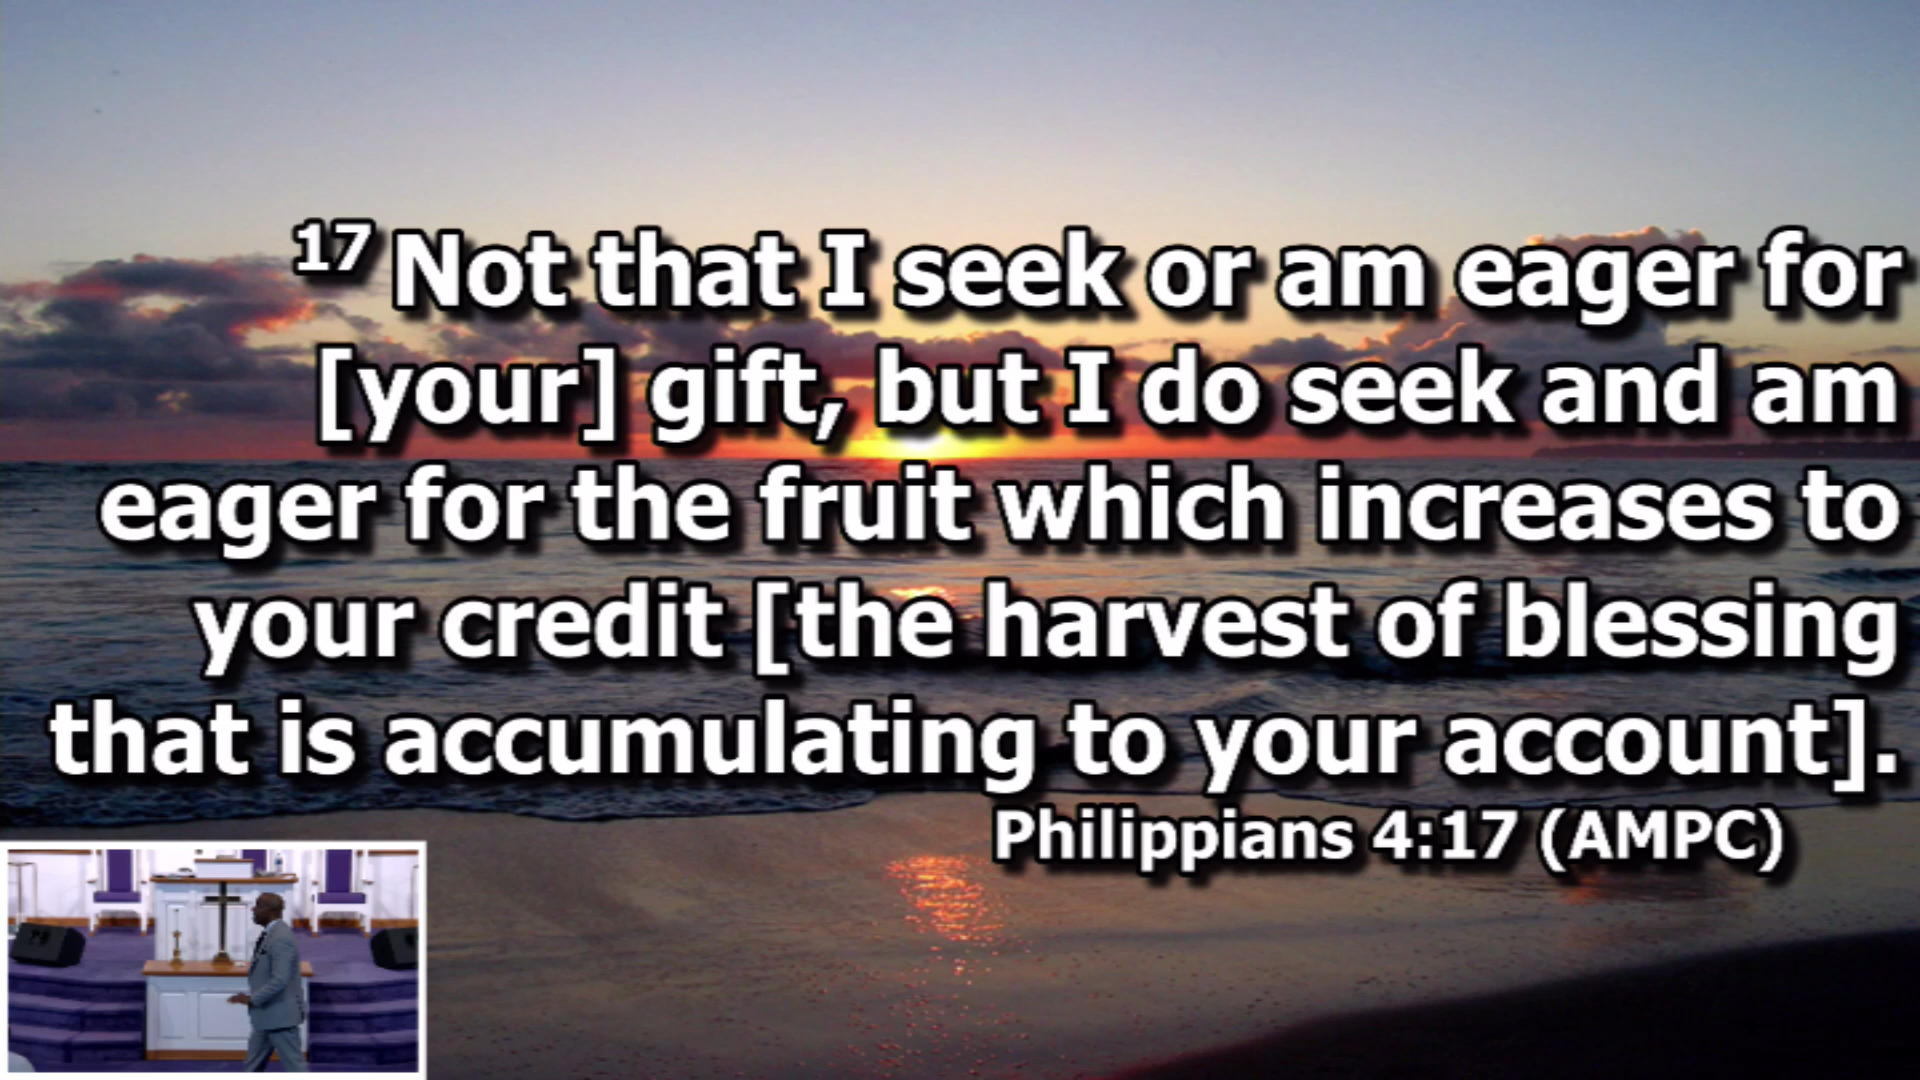 17 Not that I seek or am eager for
[your] gift, but I do seek and am
eager for the fruit which increases to
your credit [the harvest of blessing
that is accumulating to your account].
Philippians 4:17 (AMPC)